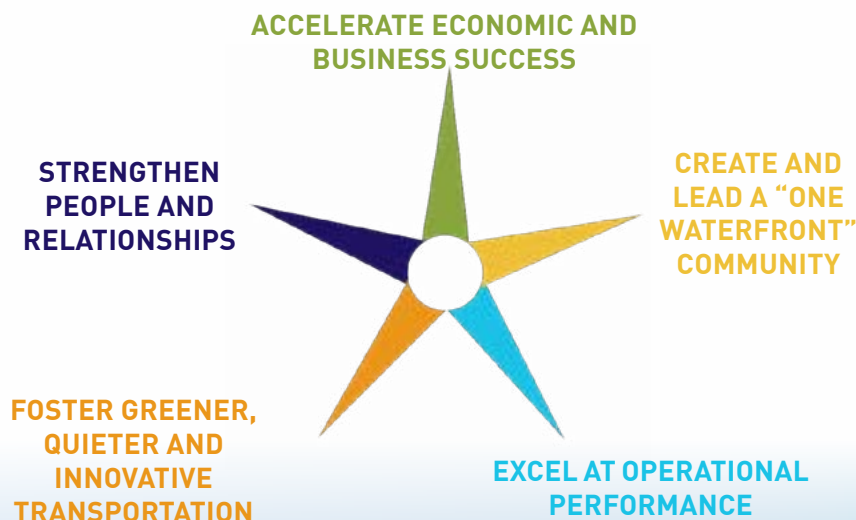 ACCELERATE ECONOMIC AND
BUSINESS SUCCESS
STRENGTHEN
PEOPLE AND
RELATIONSHIPS
CREATE AND
LEAD A “ONE
WATERFRONT”
COMMUNITY
FOSTER GREENER,
QUIETER AND
INNOVATIVE
TRANSPORTATION
EXCEL AT OPERATIONAL
PERFORMANCE